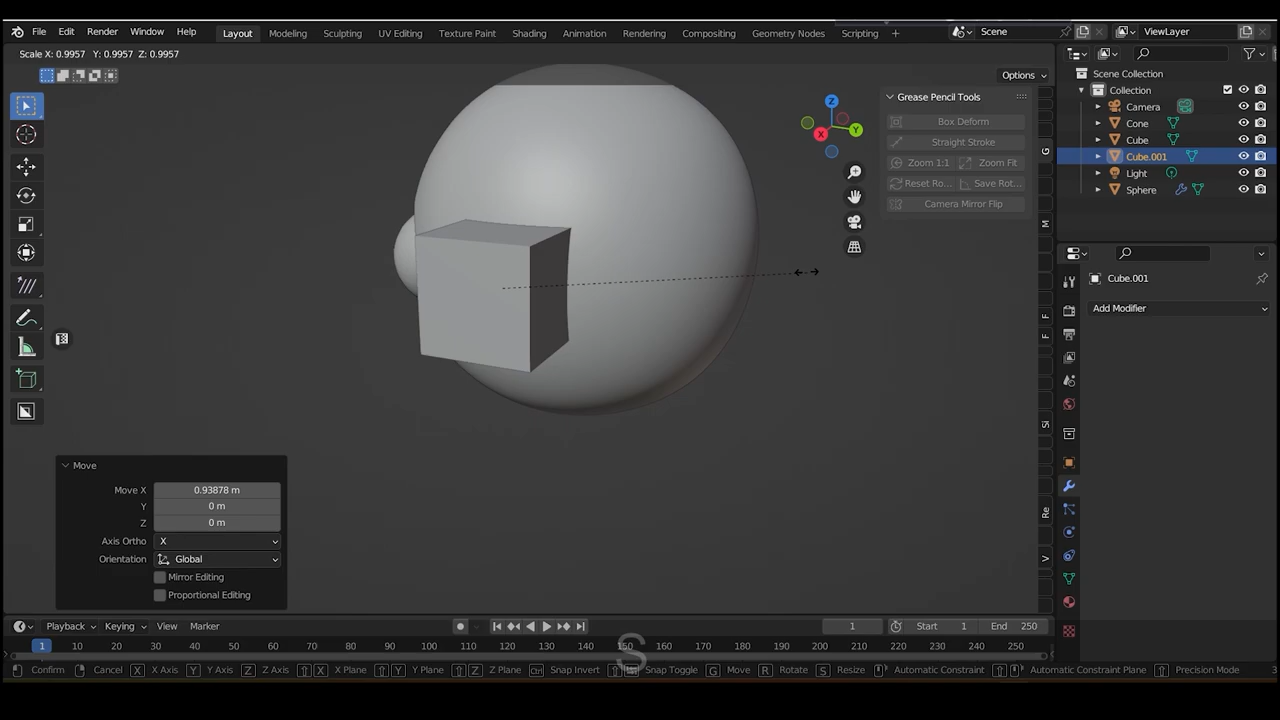 File Edit Render Window Help Layout Modeling Sculpting UV Editing Texture Paint Shading Animation Rendering Compositing Geometry Nodes Scripting + Scene ViewLayer
Scale X: 0.9957 Y: 0.9957 Z: 0.9957
Options
Scene Collection
Collection
Camera
Cone
Cube
Cube.001
Light
Sphere
Grease Pencil Tools
Box Deform
Straight Stroke
Zoom 1:1 Zoom Fit
Reset Ro... Save Rot...
Camera Mirror Flip
Z
Y
X
G
M
F
F
Si
Re
V
Cube.001
Add Modifier
Move
Move X 0.93878 m
Y 0 m
Z 0 m
Axis Ortho X
Orientation Global
Mirror Editing
Proportional Editing
Playback Keying View Marker 1 Start 1 End 250
1 10 20 30 40 50 60 70 80 90 100 110 120 130 140 150 160 170 180 190 200 210 220 230 240 250
S
Confirm Cancel X X Axis Y Y Axis Z Z Axis X X Plane Y Y Plane Z Z Plane Ctrl Snap Invert Snap Toggle G Move R Rotate S Resize Automatic Constraint Automatic Constraint Plane Precision Mode